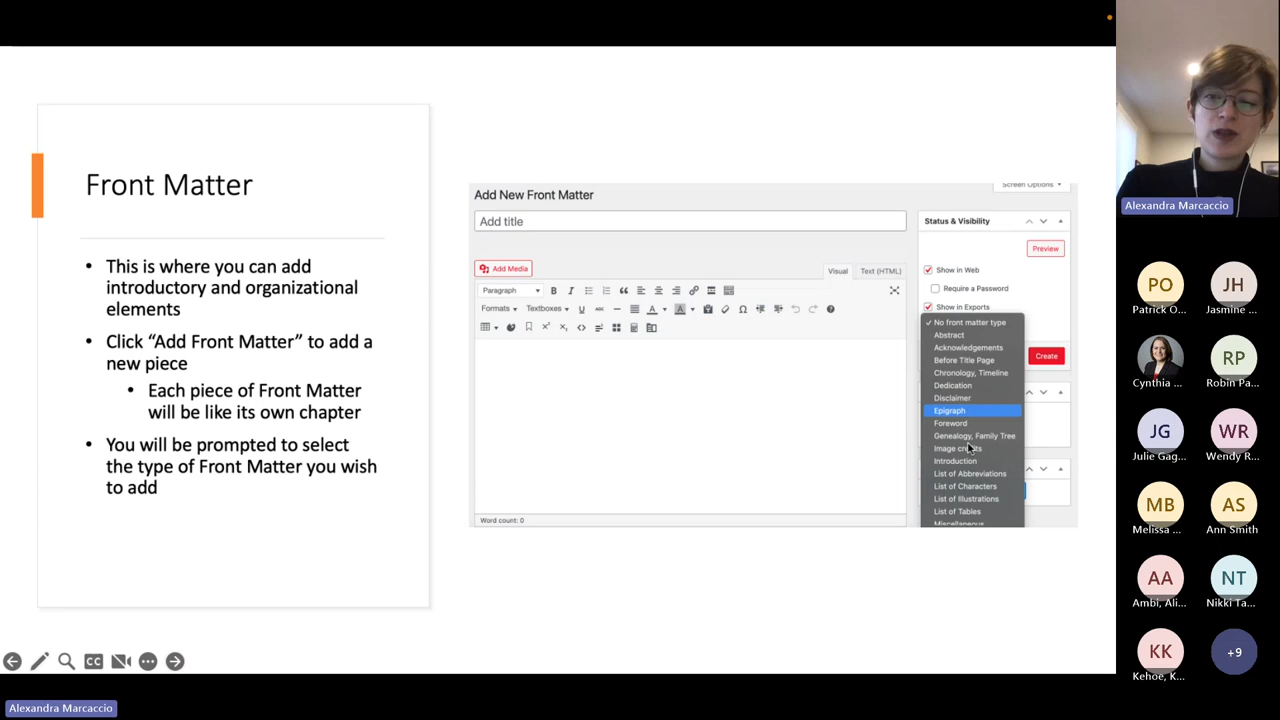 Front Matter
• This is where you can add
introductory and organizational
elements
• Click “Add Front Matter” to add a
new piece
• Each piece of Front Matter
will be like its own chapter
• You will be prompted to select
the type of Front Matter you wish
to add
Screen Options
Add New Front Matter
Add title
Add Media
Visual
Text (HTML)
Paragraph
B I
Formats
Textboxes
U
ABC
A
A
Ω
Word count: 0
Status & Visibility
Preview
Show in Web
Require a Password
Show in Exports
✓ No front matter type
Abstract
Acknowledgements
Before Title Page
Chronology, Timeline
Dedication
Disclaimer
Epigraph
Foreword
Genealogy, Family Tree
Image credits
Introduction
List of Abbreviations
List of Characters
List of Illustrations
List of Tables
Miscellaneous
Create
CC
Alexandra Marcaccio
Alexandra Marcaccio
PO
Patrick O...
JH
Jasmine ...
Cynthia ...
RP
Robin Pa...
JG
Julie Gag...
WR
Wendy R...
MB
Melissa ...
AS
Ann Smith
AA
Ambi, Ali...
NT
Nikki Ta...
KK
Kehoe, K...
+9